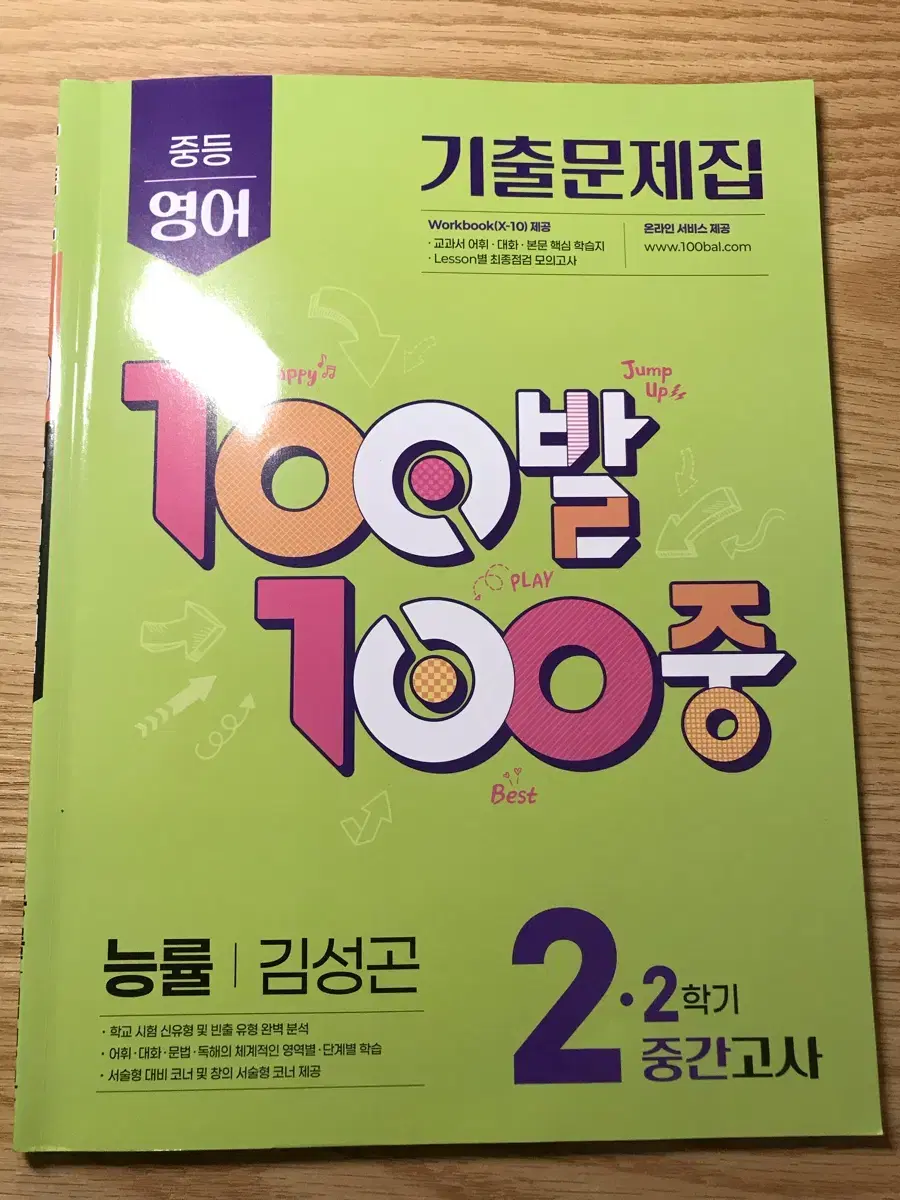 중등
영어
기출문제집
Workbook(X-10) 제공
· 교과서 어휘 · 대화 · 본문 핵심 학습지
· Lesson별 최종점검 모의고사
온라인 서비스 제공
www.100bal.com
Jump
Up
100발
PLAY
100중
Best
능률 | 김성곤
· 학교 시험 신유형 및 빈출 유형 완벽 분석
· 어휘 · 대화 · 문법 · 독해의 체계적인 영역별 · 단계별 학습
· 서술형 대비 코너 및 창의 서술형 코너 제공
2·2학기
중간고사